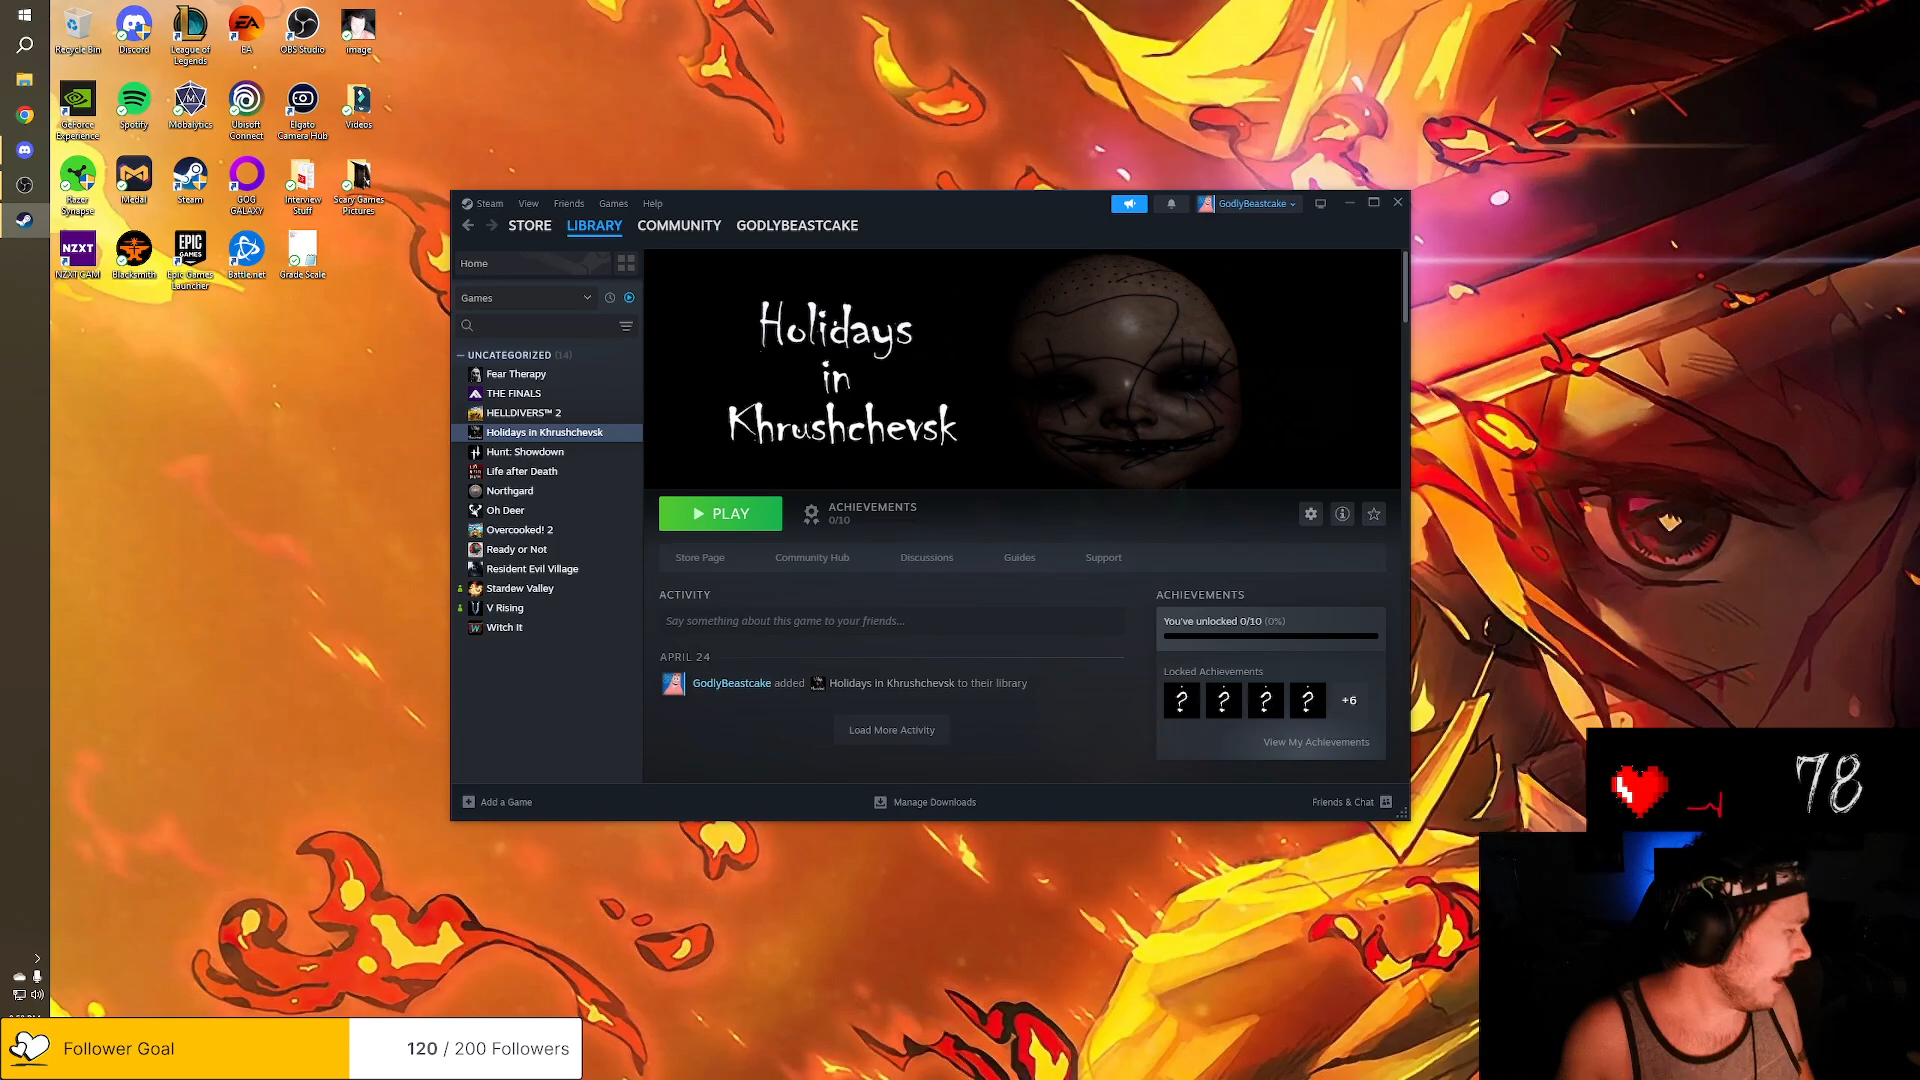 Recycle Bin
Discord
League of
Legends
EA
OBS Studio
image
GeForce
Experience
Spotify
Mobalytics
Ubisoft
Connect
Elgato
Camera Hub
Videos
Razer
Synapse
Medal
Steam
GOG
GALAXY
Interview
Stuff
Scary Games
Pictures
NZXT
NZXT CAM
Blacksmith
EPIC
GAMES
Epic Games
Launcher
Battle.net
Grade Scale
Steam View Friends Games Help
GodlyBeastcake
STORE LIBRARY COMMUNITY GODLYBEASTCAKE
Home
Games
UNCATEGORIZED (14)
Fear Therapy
THE FINALS
HELLDIVERS™ 2
Holidays in Khrushchevsk
Hunt: Showdown
Life after Death
Northgard
Oh Deer
Overcooked! 2
Ready or Not
Resident Evil Village
Stardew Valley
V Rising
Witch It
Holidays
in
Khrushchevsk
PLAY
ACHIEVEMENTS
0/10
Store Page Community Hub Discussions Guides Support
ACTIVITY
Say something about this game to your friends...
APRIL 24
GodlyBeastcake added Holidays in Khrushchevsk to their library
Load More Activity
ACHIEVEMENTS
You've unlocked 0/10 (0%)
Locked Achievements
? ? ? ? +6
View My Achievements
Add a Game
Manage Downloads
Friends & Chat
78
Follower Goal
120 / 200 Followers